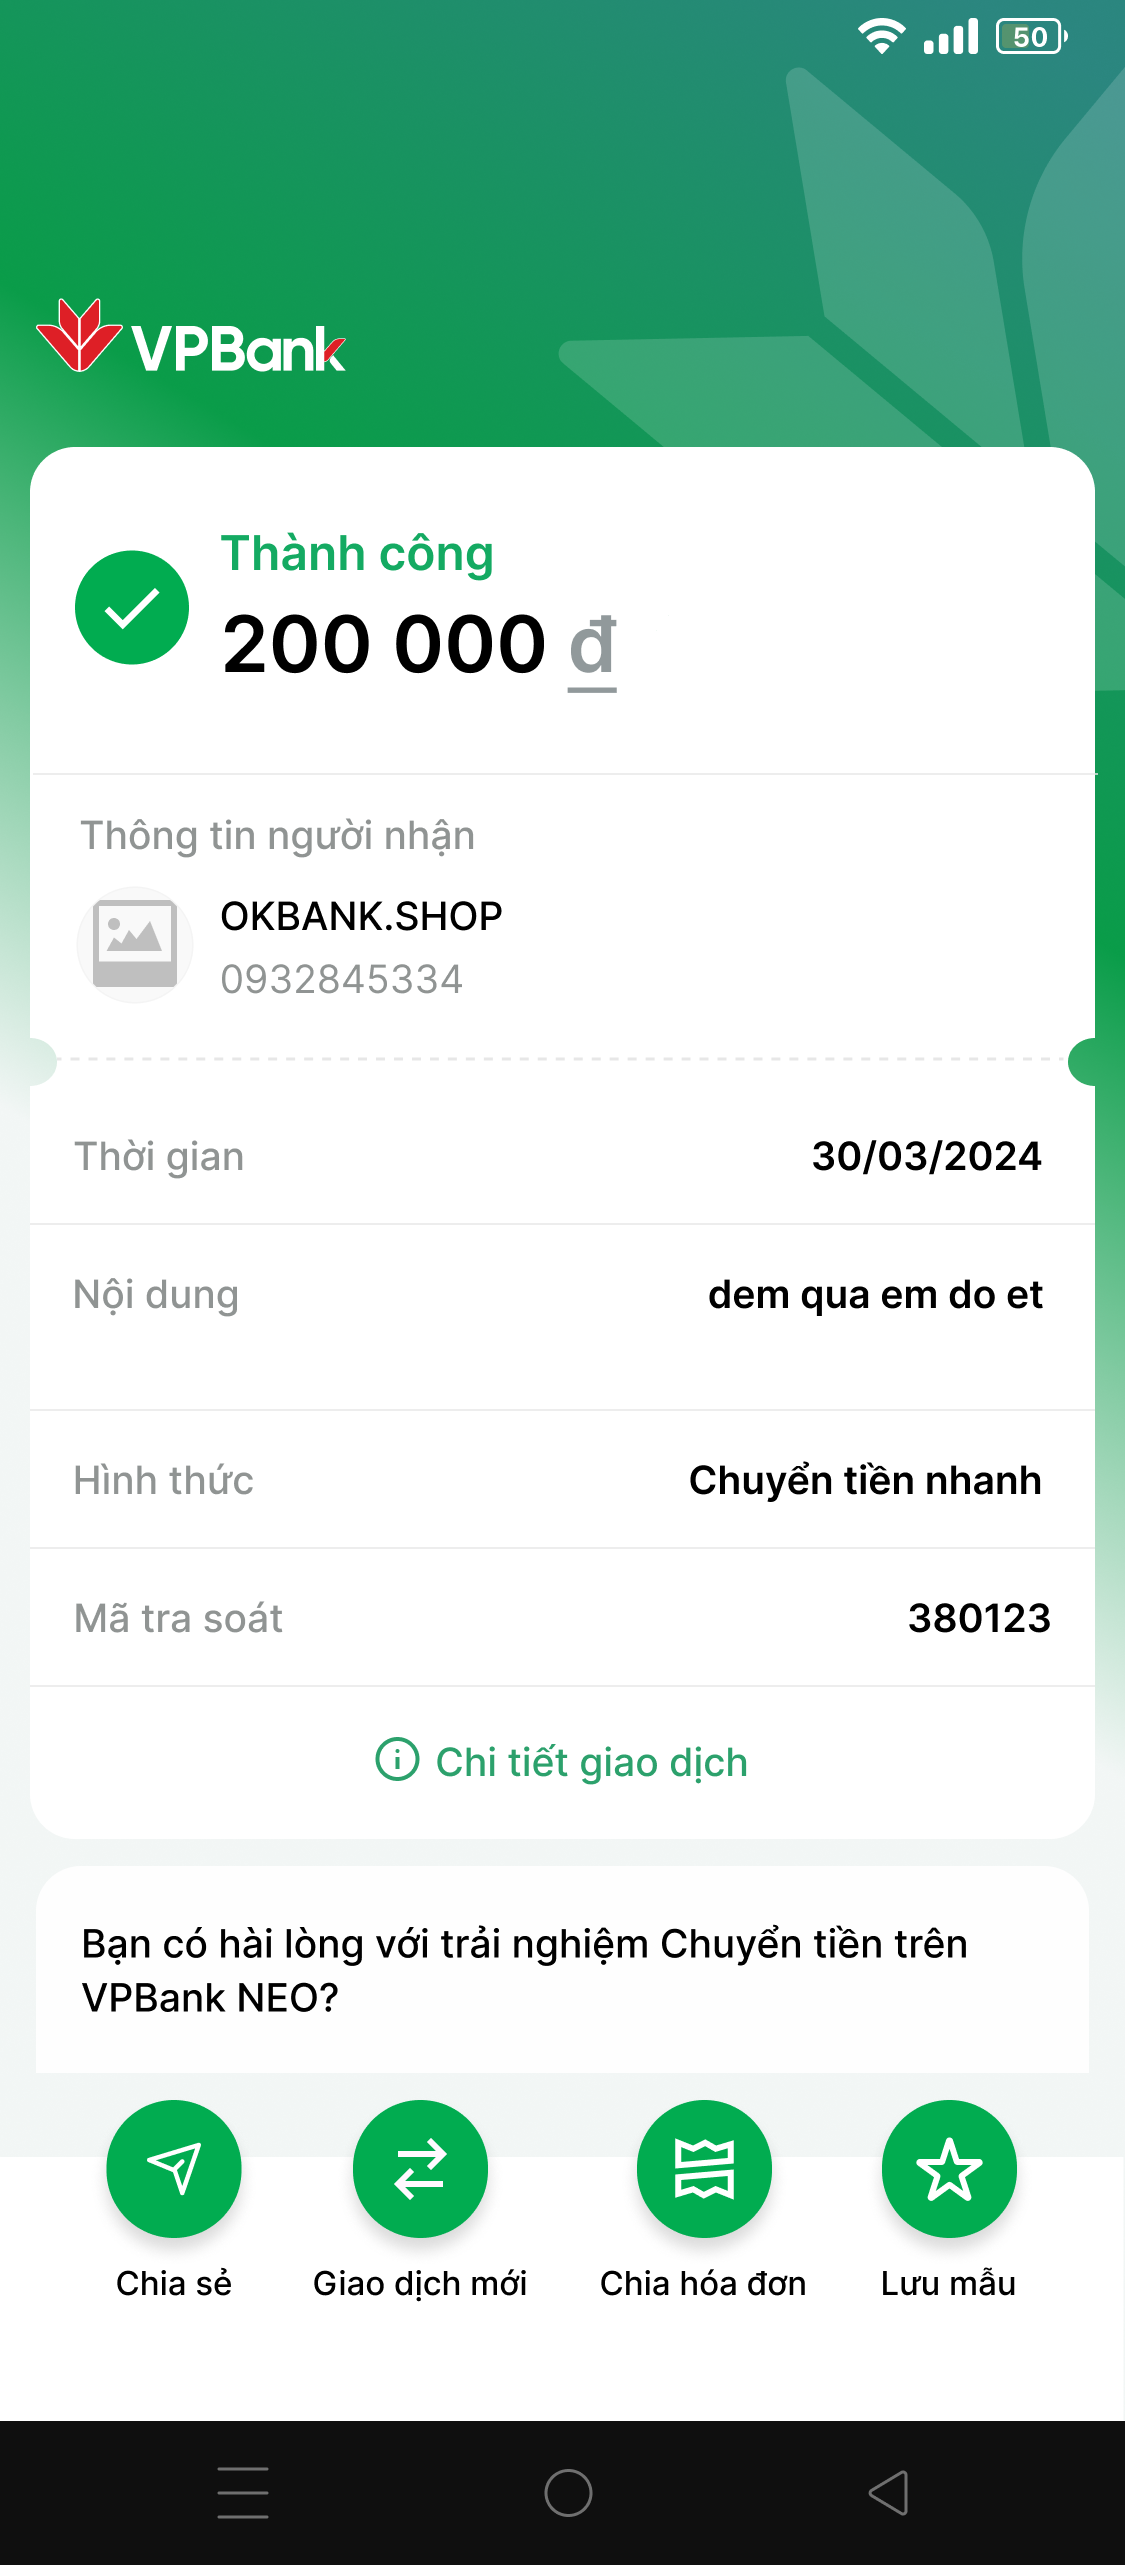 50
VPBank
Thành công
200 000 đ
Thông tin người nhận
OKBANK.SHOP
0932845334
Thời gian
30/03/2024
Nội dung
dem qua em do et
Hình thức
Chuyển tiền nhanh
Mã tra soát
380123
Chi tiết giao dịch
Bạn có hài lòng với trải nghiệm Chuyển tiền trên
VPBank NEO?
Chia sẻ
Giao dịch mới
Chia hóa đơn
Lưu mẫu